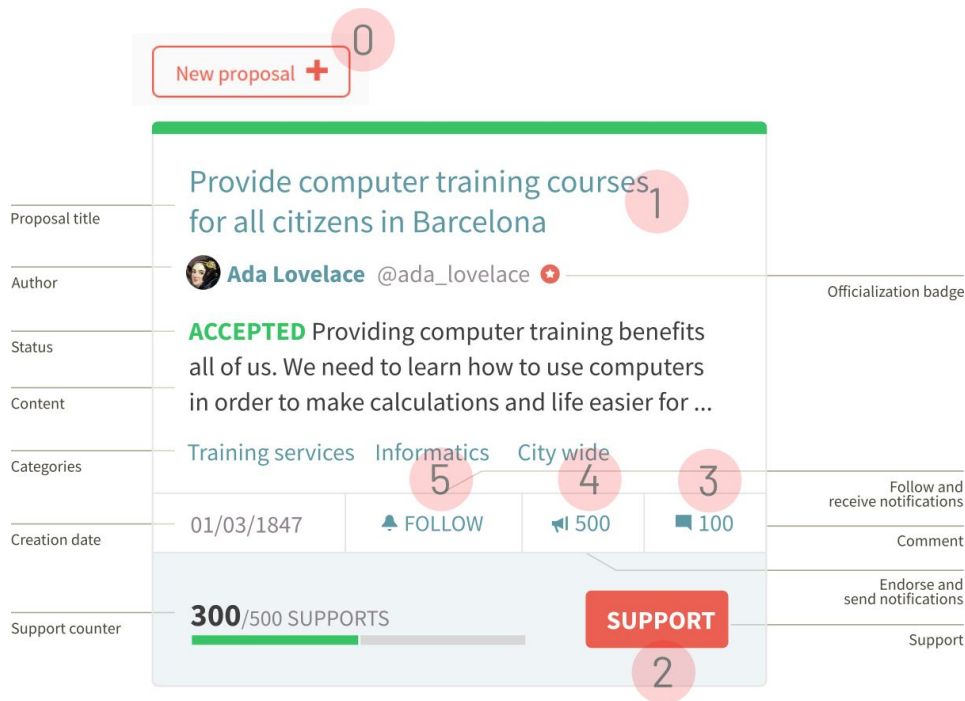 0
New proposal +
Provide computer training courses
for all citizens in Barcelona
1
Proposal title
Ada Lovelace @ada_lovelace
Author
Officialization badge
ACCEPTED Providing computer training benefits
all of us. We need to learn how to use computers
in order to make calculations and life easier for ...
Status
Content
Training services Informatics City wide
Categories
5 4 3
Follow and
receive notifications
01/03/1847 FOLLOW 500 100
Creation date
Comment
Endorse and
send notifications
300/500 SUPPORTS
SUPPORT
Support counter
Support
2